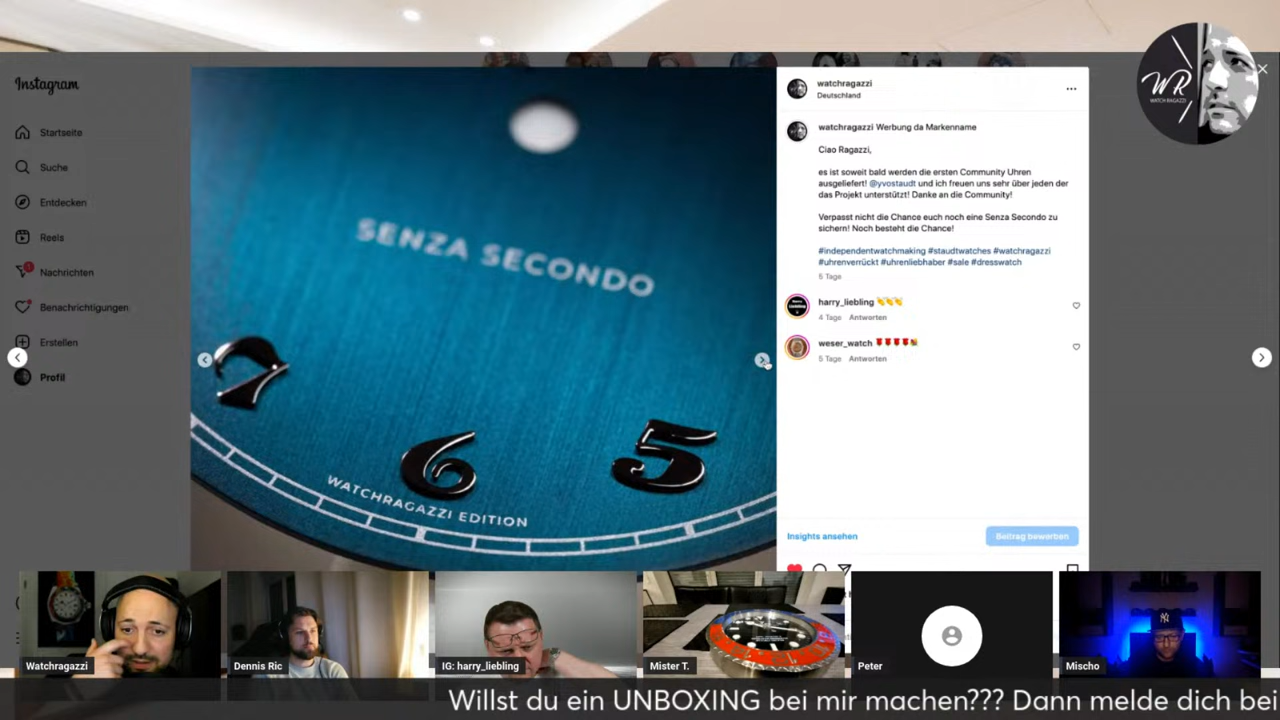 Instagram
Startseite
Suche
Entdecken
Reels
1
Nachrichten
Benachrichtigungen
Erstellen
Profil
SENZA SECONDO
7
6
5
WATCHRAGAZZI EDITION
watchragazzi
Deutschland
watchragazzi Werbung da Markenname
Ciao Ragazzi,
es ist soweit bald werden die ersten Community Uhren
ausgeliefert! @yvostaudt und ich freuen uns sehr über jeden der
das Projekt unterstützt! Danke an die Community!
Verpasst nicht die Chance euch noch eine Senza Secondo zu
sichern! Noch besteht die Chance!
#independentwatchmaking #staudtwatches #watchragazzi
#uhrenverrückt #uhrenliebhaber #sale #dresswatch
5 Tage
harry_liebling 👏👏👏
4 Tage Antworten
weser_watch
5 Tage Antworten
Insights ansehen
Beitrag bewerben
WR
WATCH RAGAZZI
Watchragazzi
Dennis Ric
IG: harry_liebling
Mister T.
Peter
Mischo
Willst du ein UNBOXING bei mir machen??? Dann melde dich bei